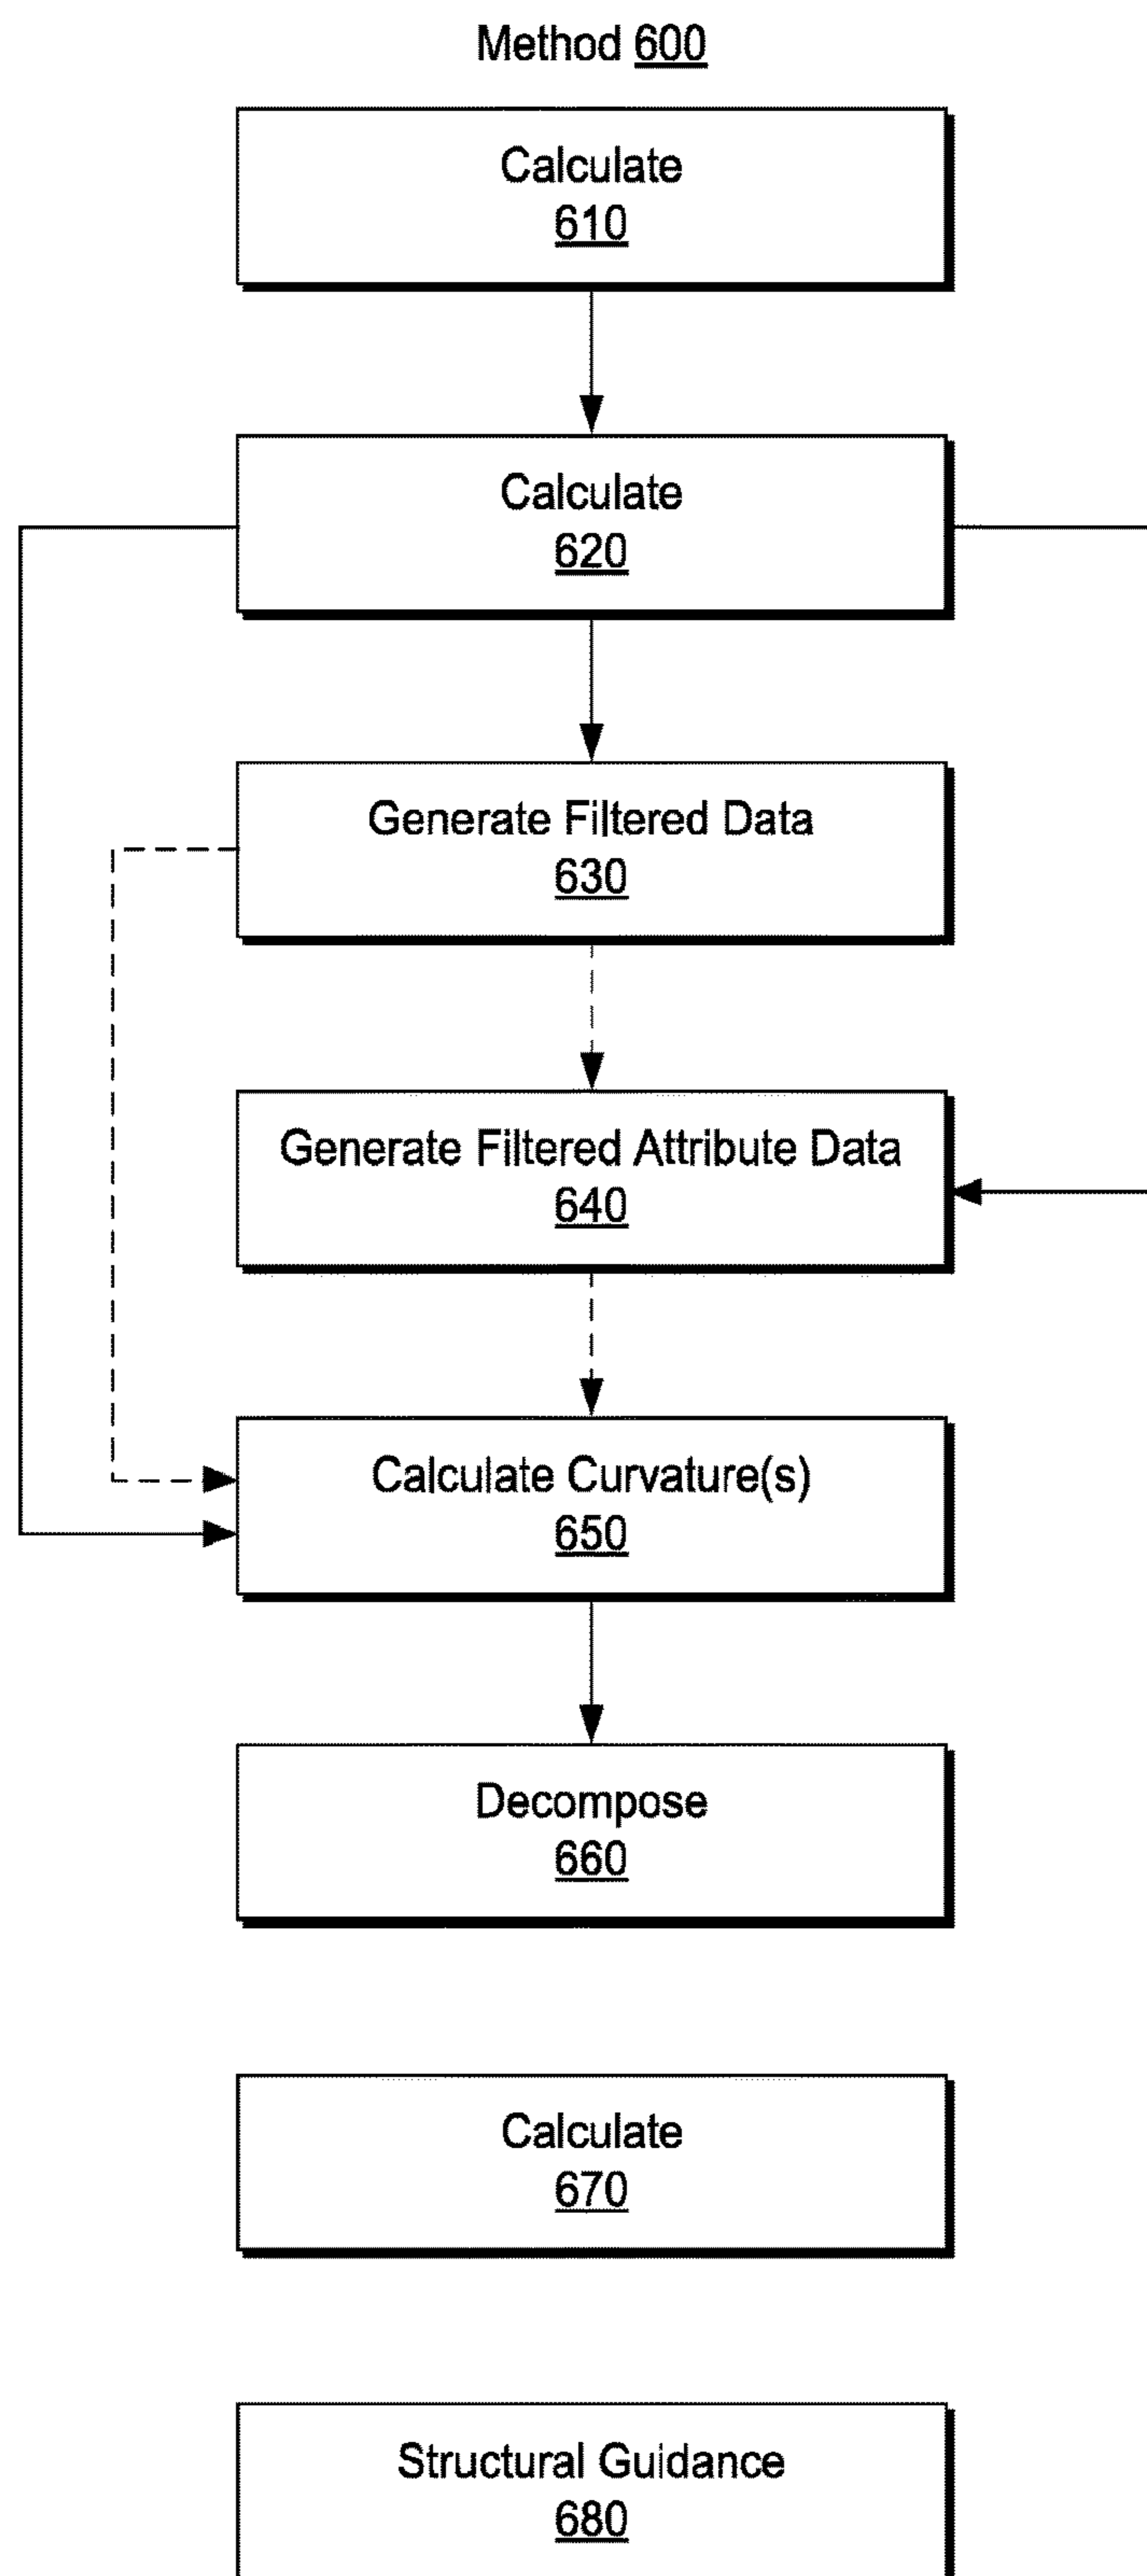 Method 600
Calculate
610
Calculate
620
Generate Filtered Data
630
Generate Filtered Attribute Data
640
Calculate Curvature(s)
650
Decompose
660
Calculate
670
Structural Guidance
680